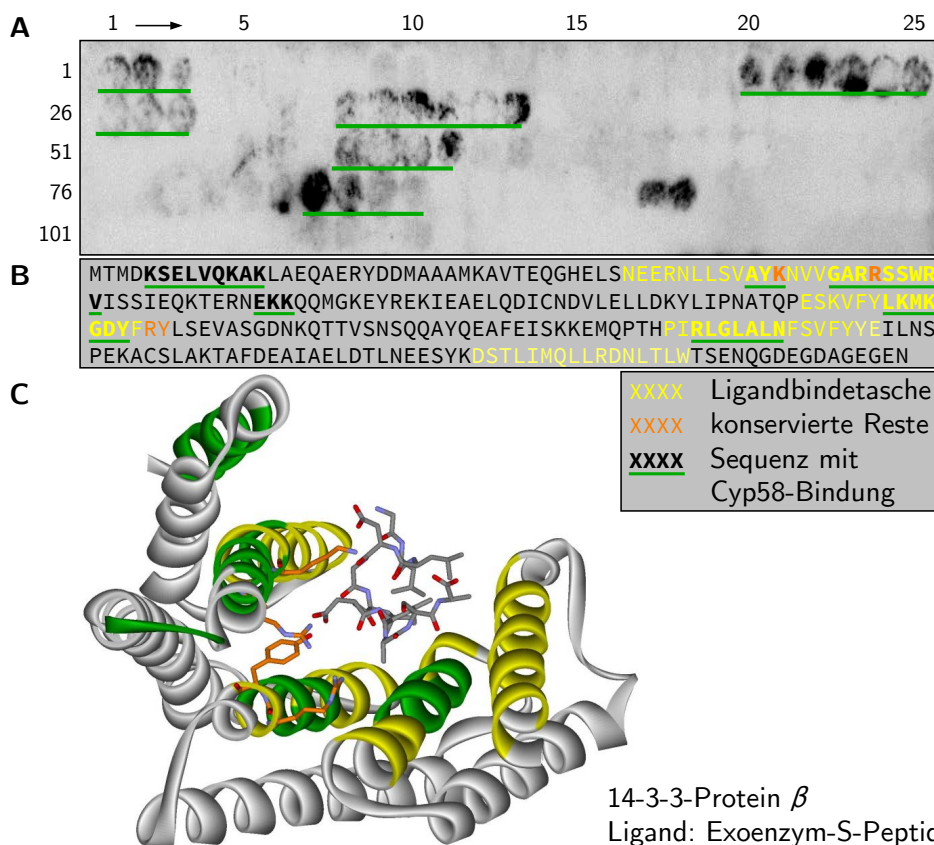 1 → 5 10 15 20 25
A
1
26
51
76
101
B
MTMDKSELVQKAKLAEQAERYDDMAAAMKAVTEQGHELSNEERNLLSVAYKNVVGARRSSWR
VISSIEQKTERNEKKQQMGKEYREKIEAELQDICNDVLELLDKYLIPNATQPESKVFYLKMK
GDYFRYLSEVASGDNKQTTVSNSQQAYQEAFEISKKEMQPTHPIRLGLALNFSVFYYEILNS
PEKACSLAKTAFDEAIAELDTLNEESYKDSTLIMQLLRDNLTLWTSENQGDEGDAGEGEN
XXXX Ligandbindetasche
XXXX konservierte Reste
XXXX Sequenz mit
Cyp58-Bindung
C
14-3-3-Protein β
Ligand: Exoenzym-S-Peptid